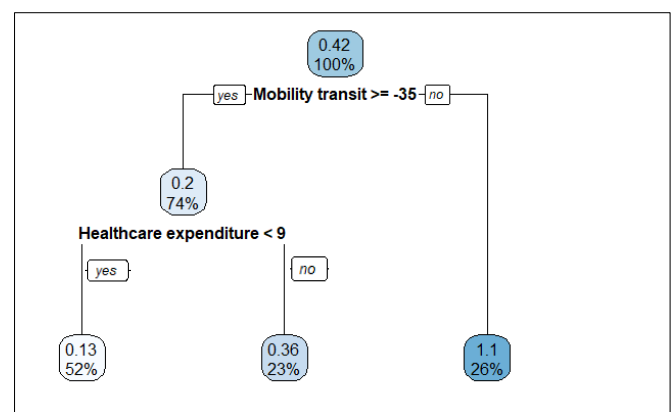 0.42
100%
yes Mobility transit >= -35 no
0.2
74%
Healthcare expenditure < 9
yes no
0.13 0.36 1.1
52% 23% 26%